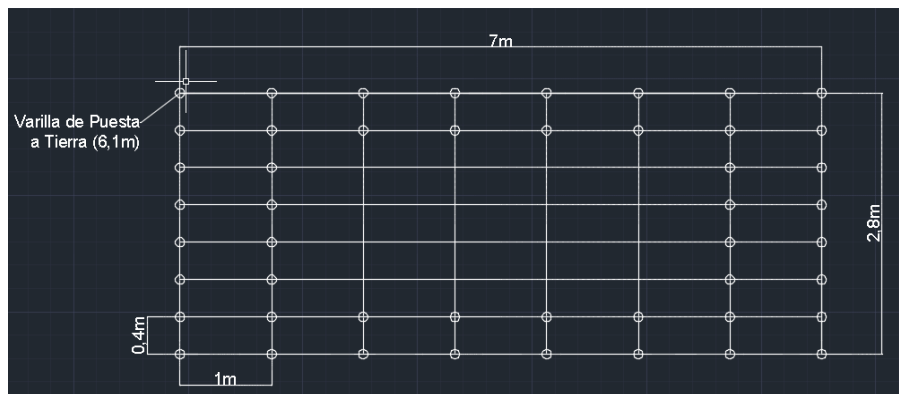 7m
Varilla de Puesta
a Tierra (6,1m)
2,8m
0,4m
1m